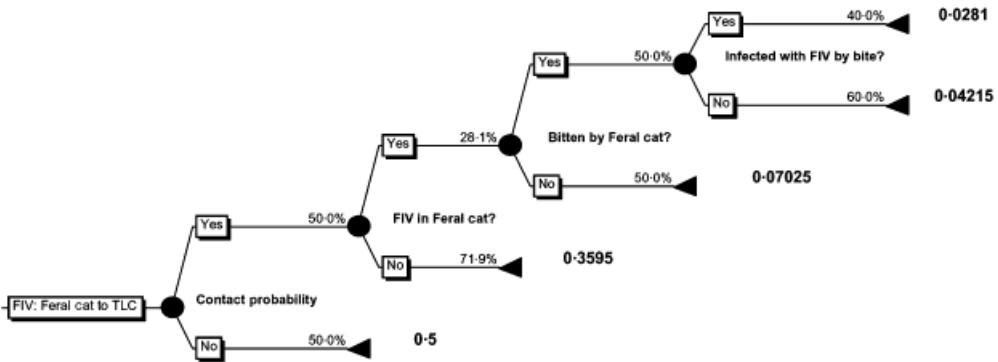 Yes 40·0% 0·0281
Infected with FIV by bite?
Yes 50·0%
No 60·0% 0·04215
Yes 28·1% Bitten by Feral cat?
No 50·0% 0·07025
Yes 50·0% FIV in Feral cat?
No 71·9% 0·3595
FIV: Feral cat to TLC Contact probability
No 50·0% 0·5